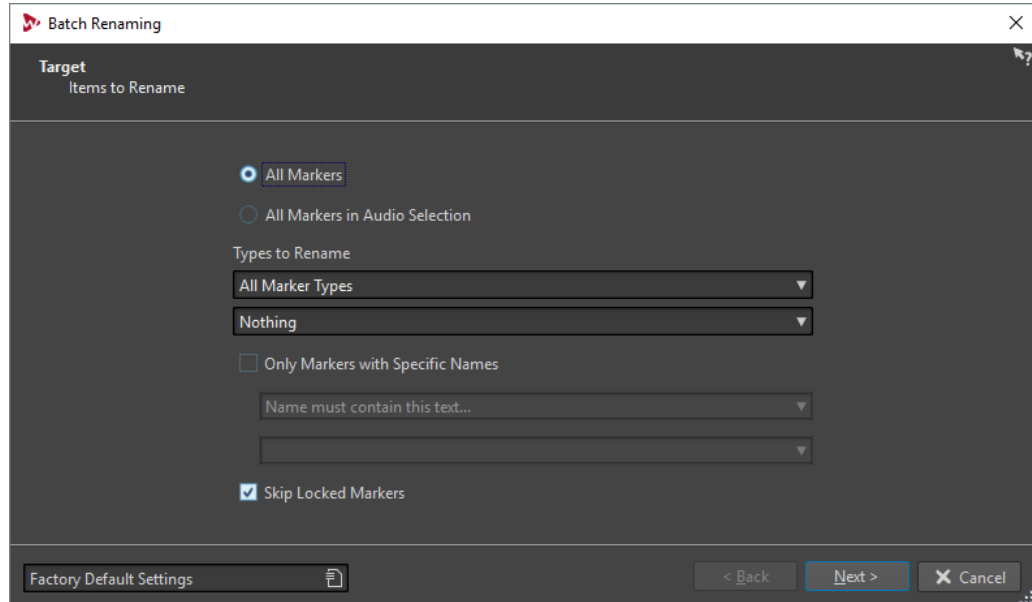 Batch Renaming
Target
Items to Rename
All Markers
All Markers in Audio Selection
Types to Rename
All Marker Types
Nothing
Only Markers with Specific Names
Name must contain this text...
Skip Locked Markers
Factory Default Settings
< Back
Next >
Cancel